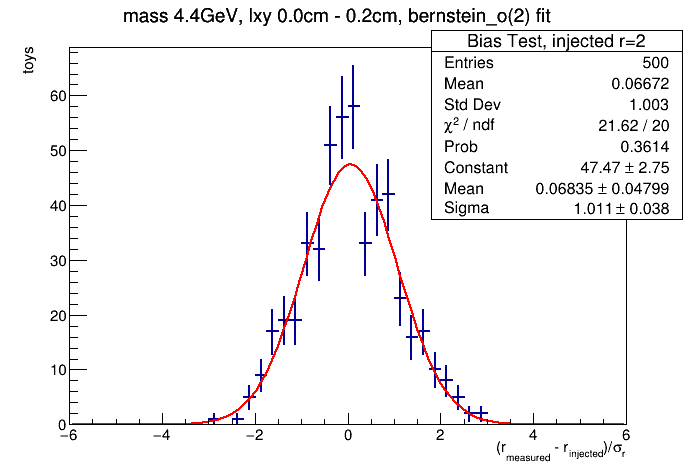 mass 4.4GeV, lxy 0.0cm - 0.2cm, bernstein_o(2) fit
Bias Test, injected r=2
Entries 500
Mean 0.06672
Std Dev 1.003
χ² / ndf 21.62 / 20
Prob 0.3614
Constant 47.47 ± 2.75
Mean 0.06835 ± 0.04799
Sigma 1.011 ± 0.038
toys
60
50
40
30
20
10
0
−6 −4 −2 0 2 4 6
(r_measured - r_injected)/σ_r